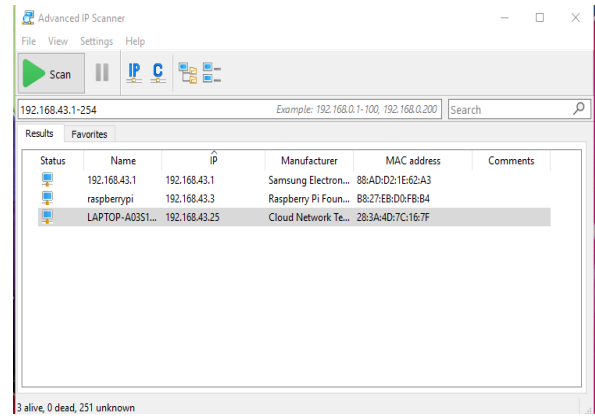 Advanced IP Scanner
File View Settings Help
Scan IP C
192.168.43.1-254 Example: 192.168.0.1-100, 192.168.0.200 Search
Results Favorites
Status Name IP Manufacturer MAC address Comments
192.168.43.1 192.168.43.1 Samsung Electron... 88:AD:D2:1E:62:A3
raspberrypi 192.168.43.3 Raspberry Pi Foun... B8:27:EB:D0:FB:B4
LAPTOP-A03S1... 192.168.43.25 Cloud Network Te... 28:3A:4D:7C:16:7F
3 alive, 0 dead, 251 unknown